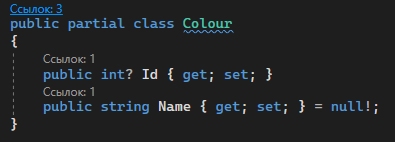 Ссылок: 3
public partial class Colour
{
Ссылок: 1
public int? Id { get; set; }
Ссылок: 1
public string Name { get; set; } = null!;
}